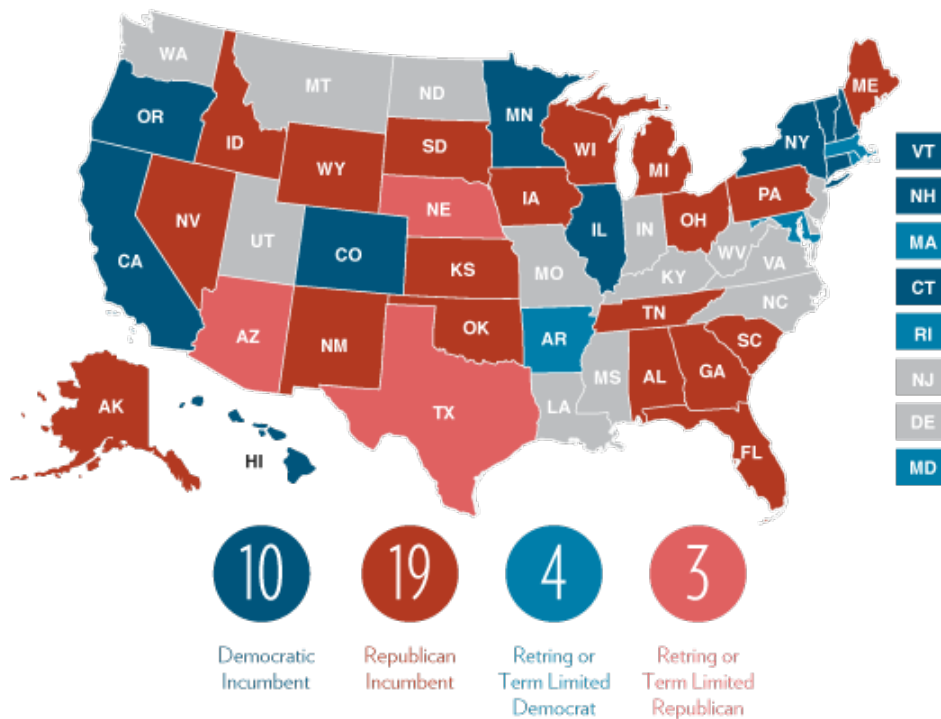 WA
MT
ND
MN
ME
OR
ID
WY
SD
WI
MI
NY
VT
NH
MA
CT
RI
NJ
DE
MD
NV
UT
CO
NE
IA
IL
IN
OH
PA
CA
KS
MO
KY
WV
VA
AZ
NM
OK
AR
TN
NC
SC
MS
AL
GA
LA
TX
FL
AK
HI
10
19
4
3
Democratic
Incumbent
Republican
Incumbent
Retring or
Term Limited
Democrat
Retring or
Term Limited
Republican